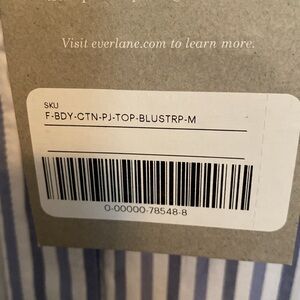 Visit everlane.com to learn more.
SKU
F-BDY-CTN-PJ-TOP-BLUSTRP-M
0-00000-78548-8